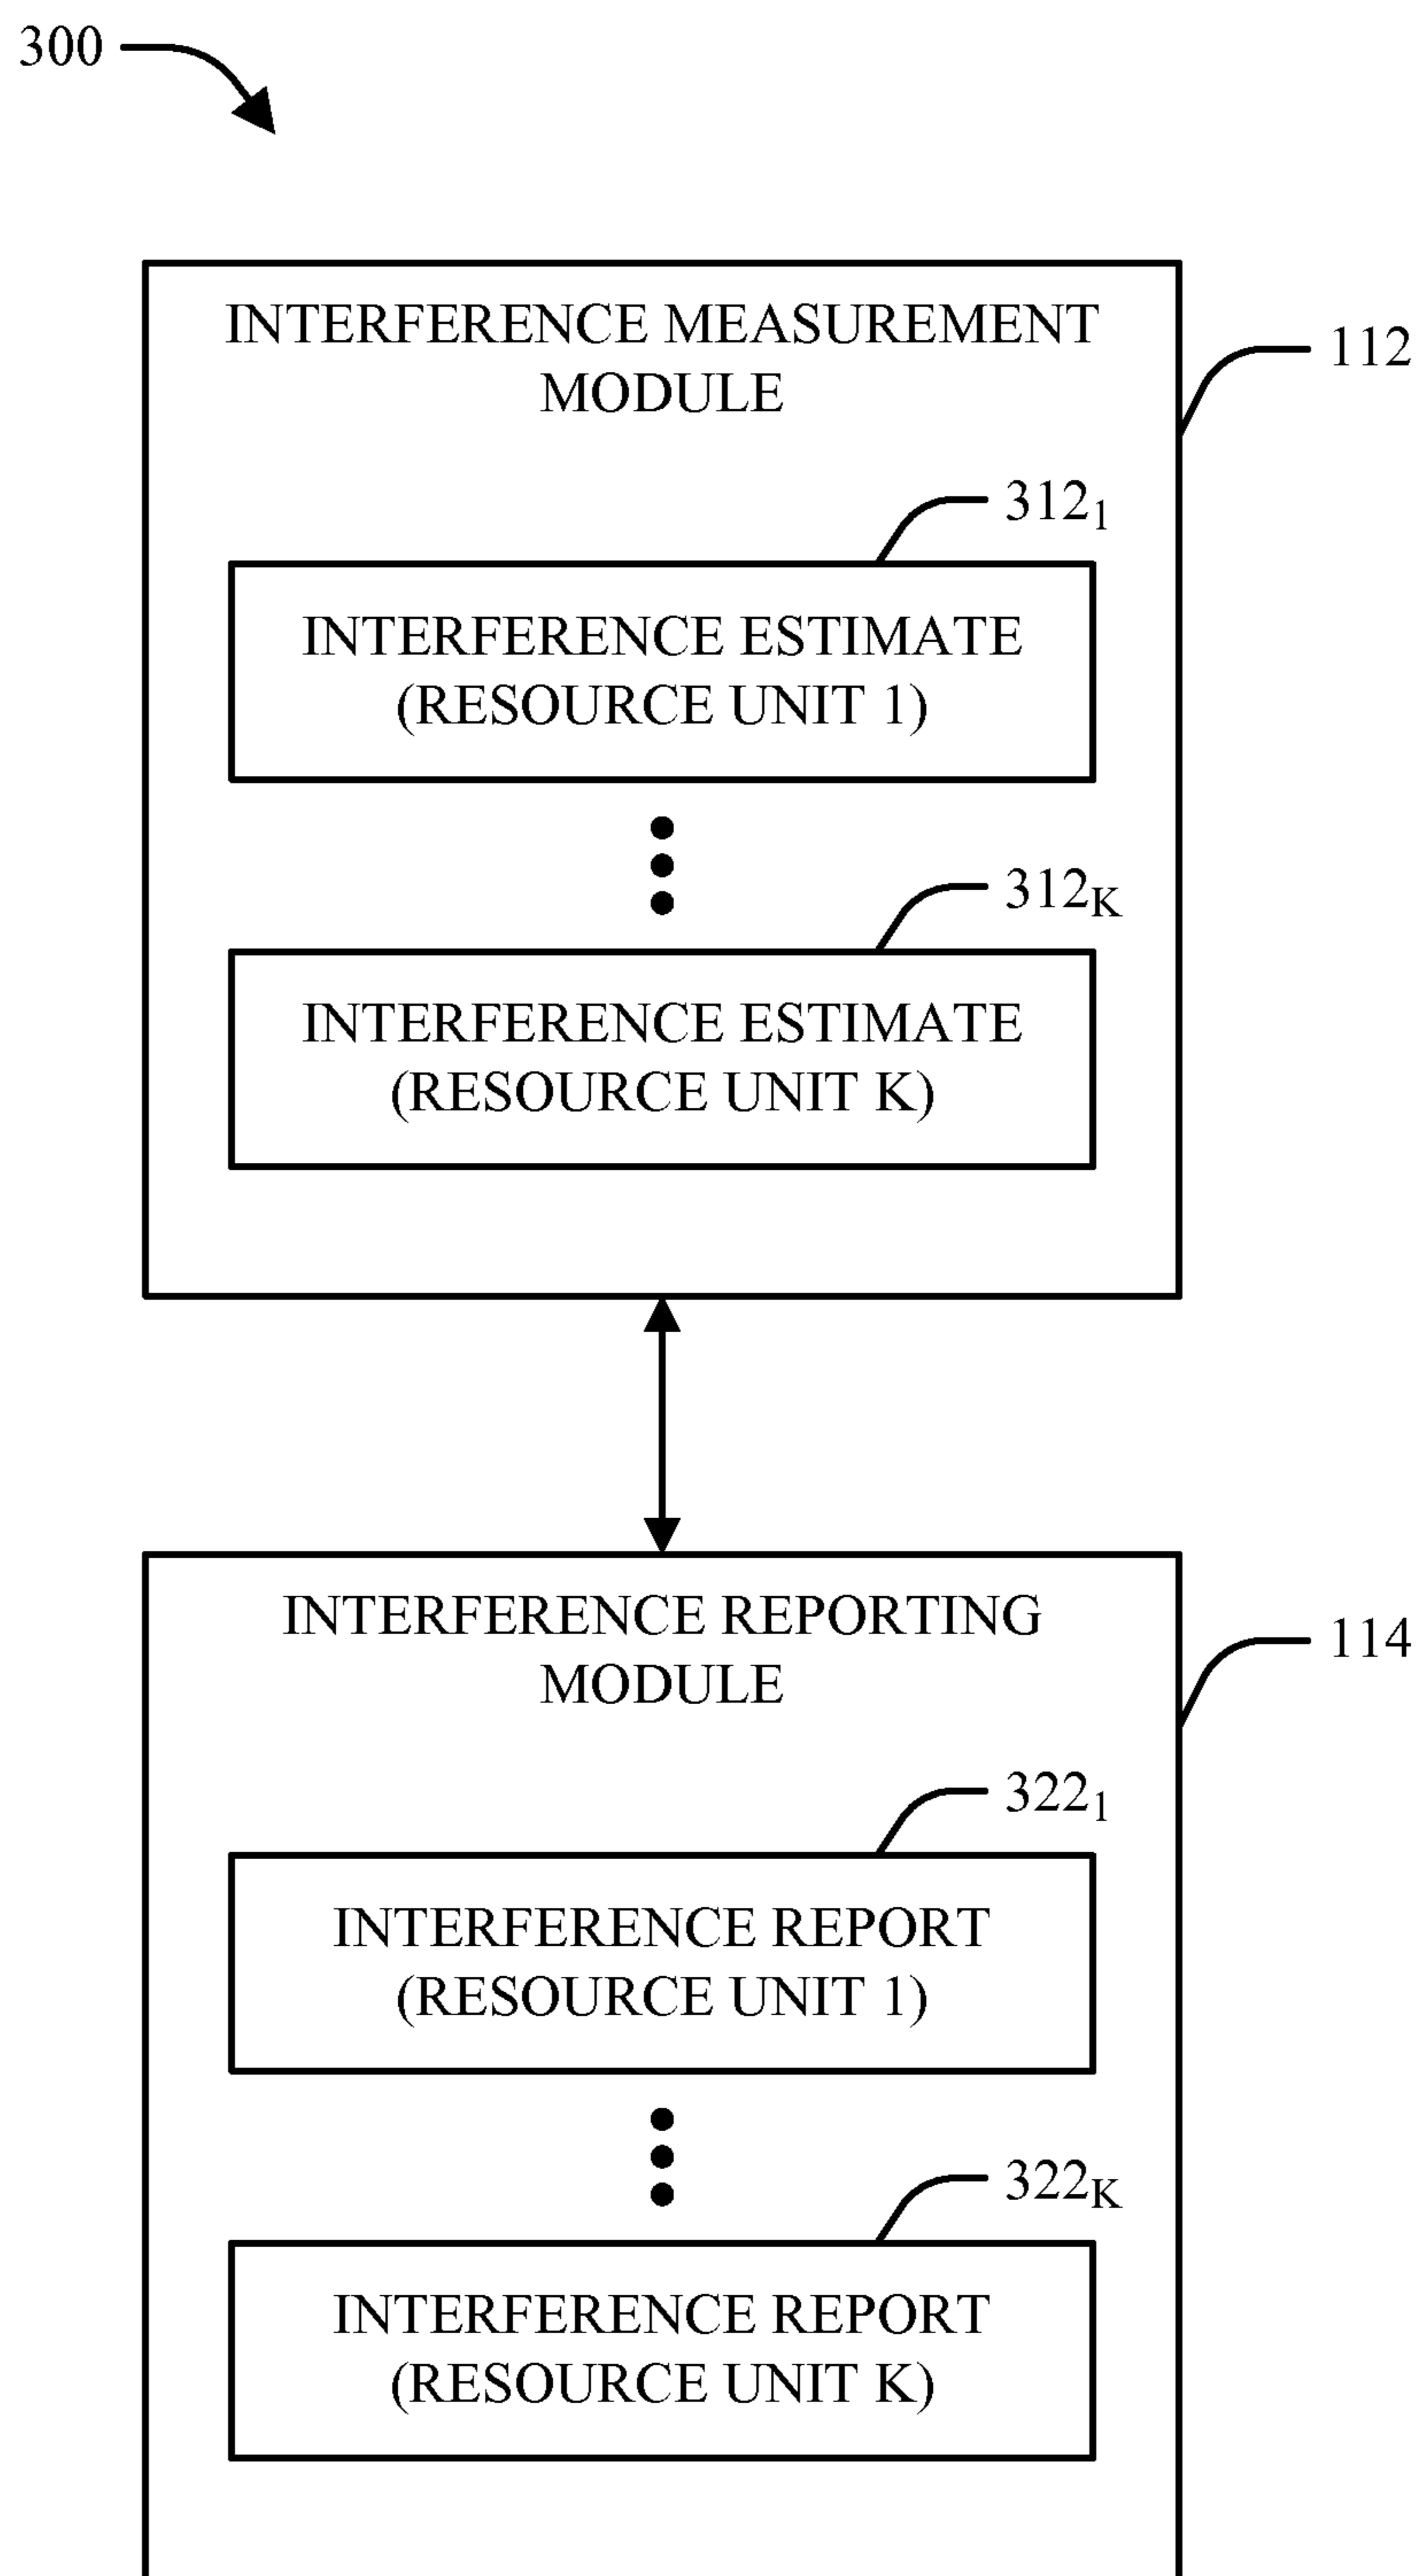 300
INTERFERENCE MEASUREMENT
MODULE
112
312₁
INTERFERENCE ESTIMATE
(RESOURCE UNIT 1)
312K
INTERFERENCE ESTIMATE
(RESOURCE UNIT K)
INTERFERENCE REPORTING
MODULE
114
322₁
INTERFERENCE REPORT
(RESOURCE UNIT 1)
322K
INTERFERENCE REPORT
(RESOURCE UNIT K)